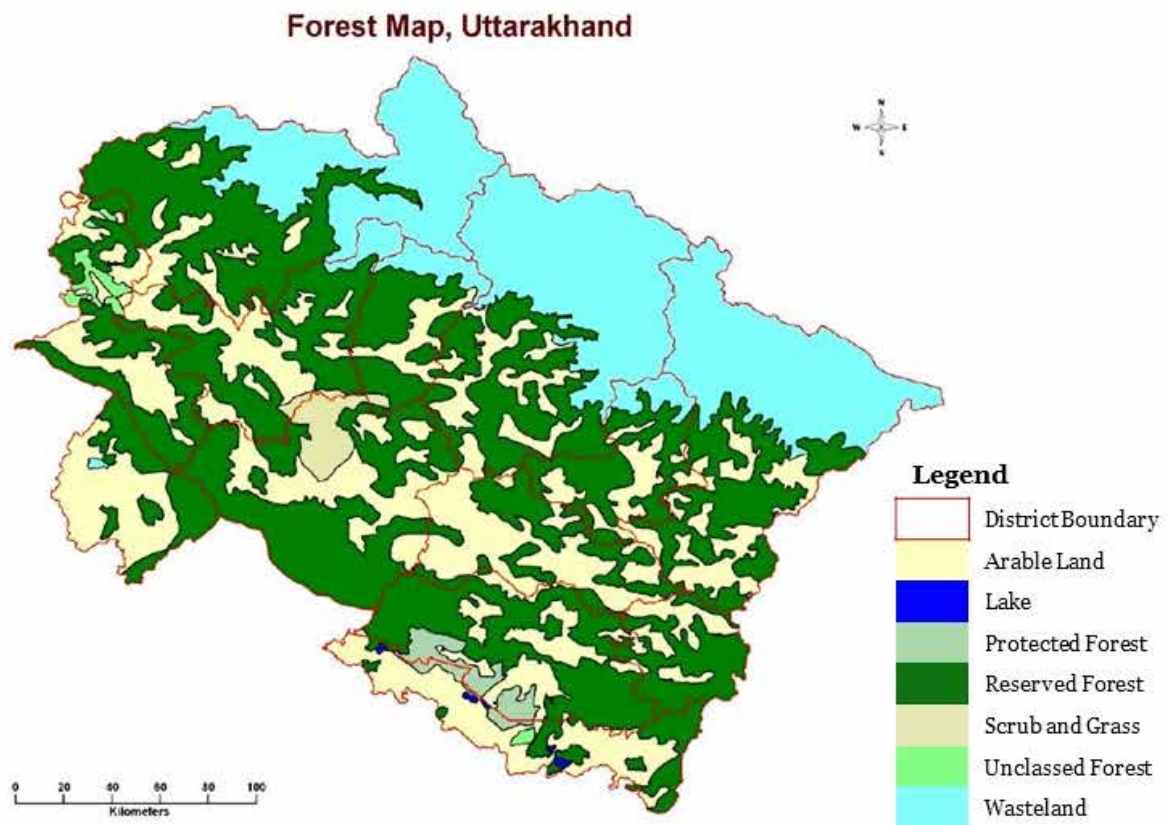 Forest Map, Uttarakhand
N
W E
S
Legend
District Boundary
Arable Land
Lake
Protected Forest
Reserved Forest
Scrub and Grass
Unclassed Forest
Wasteland
0 20 40 60 80 100
Kilometers